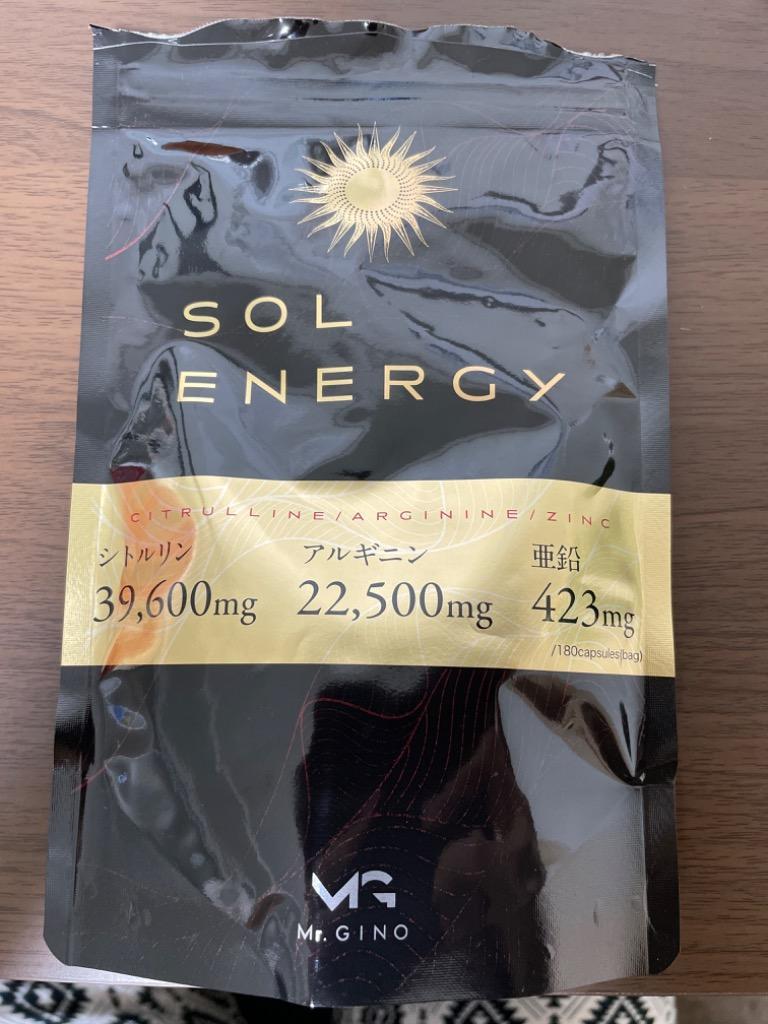 SOL
ENERGY
CITRULLINE/ARGININE/ZINC
シトルリン アルギニン 亜鉛
39,600mg 22,500mg 423mg
/180capsules(bag)
MG
Mr. GINO